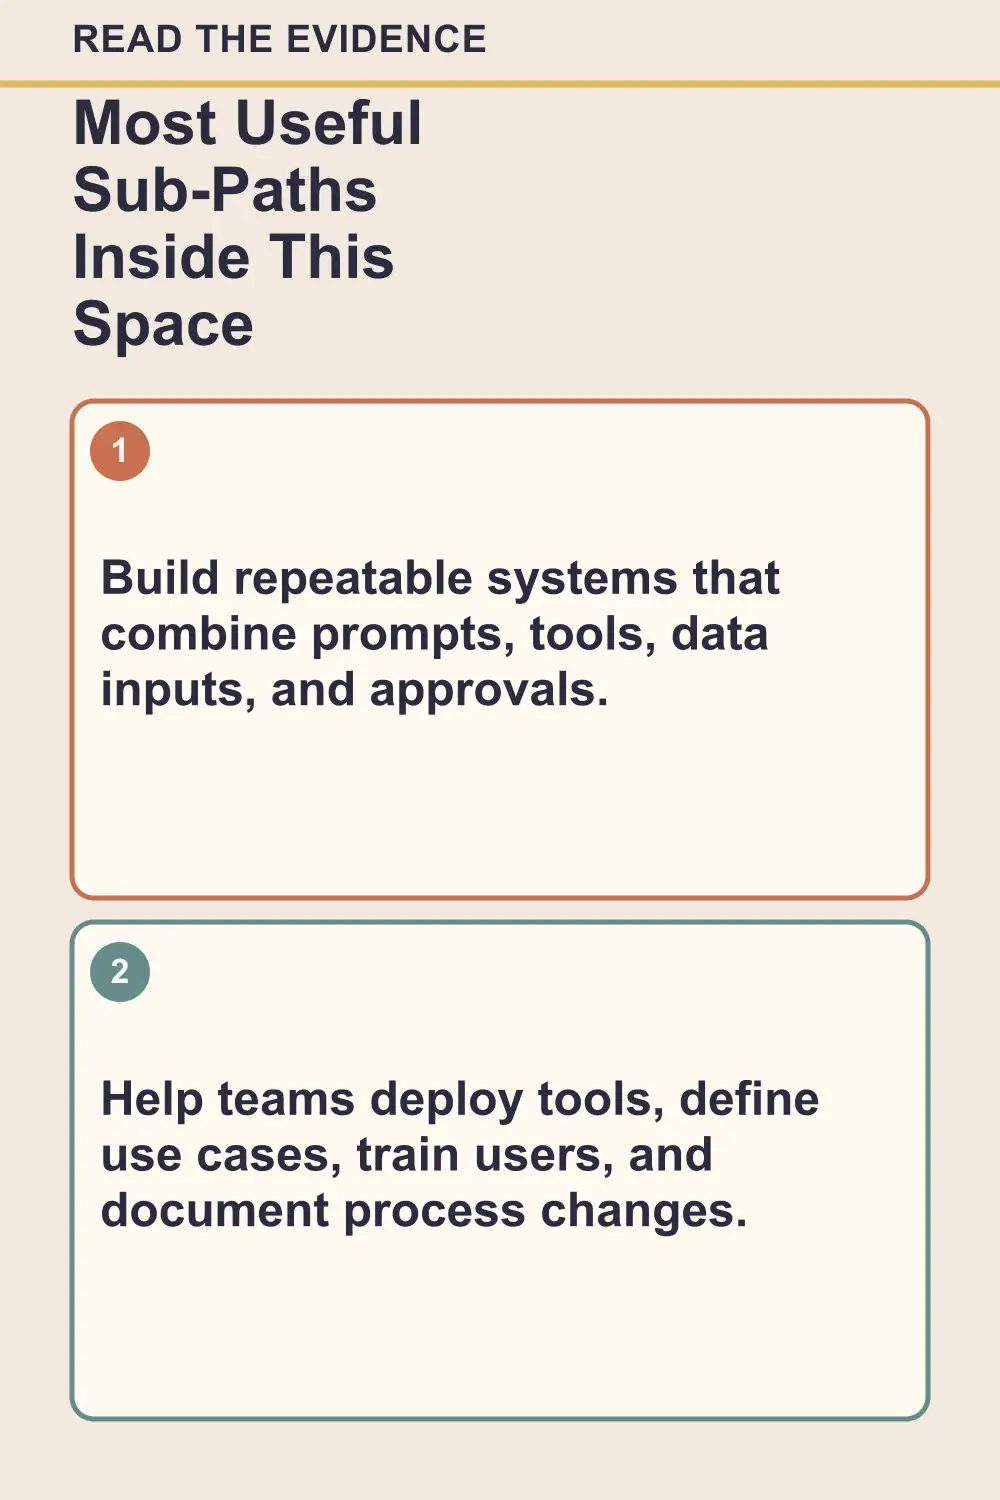 READ THE EVIDENCE
Most Useful
Sub-Paths
Inside This
Space
1
Build repeatable systems that
combine prompts, tools, data
inputs, and approvals.
2
Help teams deploy tools, define
use cases, train users, and
document process changes.